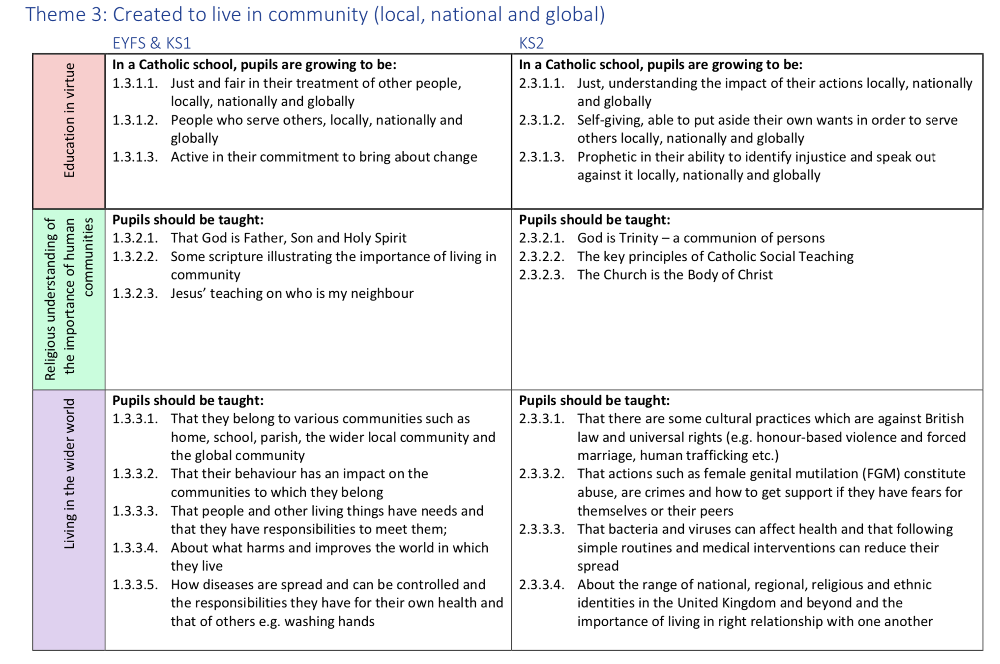 Theme 3: Created to live in community (local, national and global)
EYFS & KS1
KS2
Education in virtue
In a Catholic school, pupils are growing to be:
1.3.1.1. Just and fair in their treatment of other people,
locally, nationally and globally
1.3.1.2. People who serve others, locally, nationally and
globally
1.3.1.3. Active in their commitment to bring about change
In a Catholic school, pupils are growing to be:
2.3.1.1. Just, understanding the impact of their actions locally, nationally
and globally
2.3.1.2. Self-giving, able to put aside their own wants in order to serve
others locally, nationally and globally
2.3.1.3. Prophetic in their ability to identify injustice and speak out
against it locally, nationally and globally
Religious understanding of
the importance of human
communities
Pupils should be taught:
1.3.2.1. That God is Father, Son and Holy Spirit
1.3.2.2. Some scripture illustrating the importance of living in
community
1.3.2.3. Jesus’ teaching on who is my neighbour
Pupils should be taught:
2.3.2.1. God is Trinity – a communion of persons
2.3.2.2. The key principles of Catholic Social Teaching
2.3.2.3. The Church is the Body of Christ
Living in the wider world
Pupils should be taught:
1.3.3.1. That they belong to various communities such as
home, school, parish, the wider local community and
the global community
1.3.3.2. That their behaviour has an impact on the
communities to which they belong
1.3.3.3. That people and other living things have needs and
that they have responsibilities to meet them;
1.3.3.4. About what harms and improves the world in which
they live
1.3.3.5. How diseases are spread and can be controlled and
the responsibilities they have for their own health and
that of others e.g. washing hands
Pupils should be taught:
2.3.3.1. That there are some cultural practices which are against British
law and universal rights (e.g. honour-based violence and forced
marriage, human trafficking etc.)
2.3.3.2. That actions such as female genital mutilation (FGM) constitute
abuse, are crimes and how to get support if they have fears for
themselves or their peers
2.3.3.3. That bacteria and viruses can affect health and that following
simple routines and medical interventions can reduce their
spread
2.3.3.4. About the range of national, regional, religious and ethnic
identities in the United Kingdom and beyond and the
importance of living in right relationship with one another